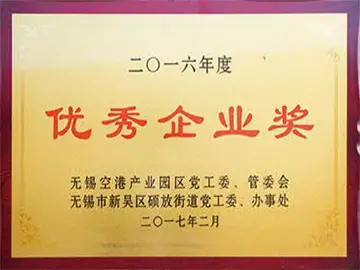 二〇一六年度
优秀企业奖
无锡空港产业园区党工委、管委会
无锡市新吴区硕放街道党工委、办事处
二〇一七年二月